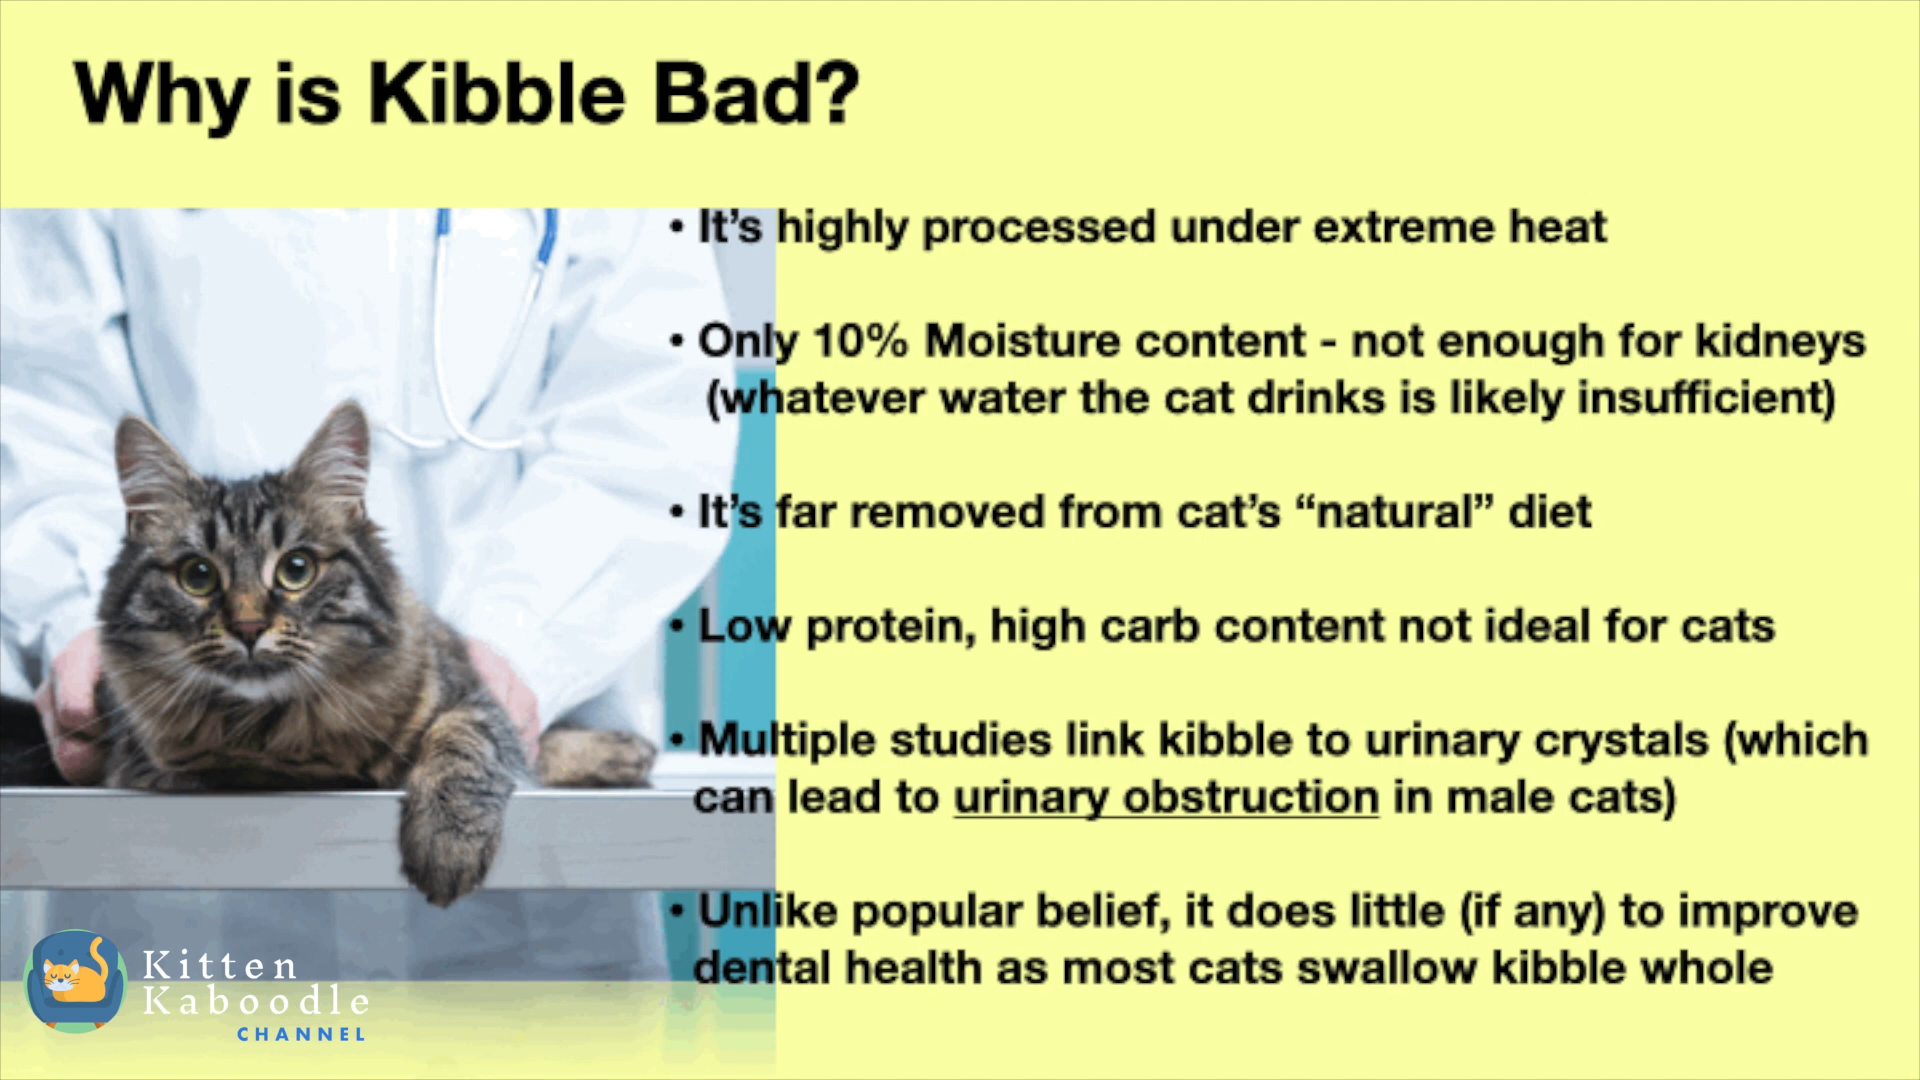 Why is Kibble Bad?
• It’s highly processed under extreme heat
• Only 10% Moisture content - not enough for kidneys
(whatever water the cat drinks is likely insufficient)
• It’s far removed from cat’s “natural” diet
• Low protein, high carb content not ideal for cats
• Multiple studies link kibble to urinary crystals (which
can lead to urinary obstruction in male cats)
• Unlike popular belief, it does little (if any) to improve
dental health as most cats swallow kibble whole
Kitten
Kaboodle
CHANNEL